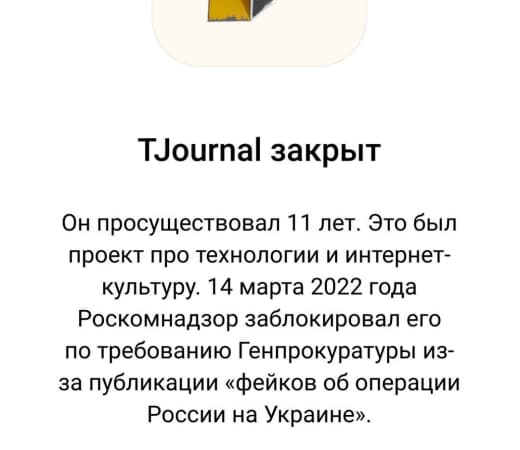 TJournal закрыт
Он просуществовал 11 лет. Это был
проект про технологии и интернет-
культуру. 14 марта 2022 года
Роскомнадзор заблокировал его
по требованию Генпрокуратуры из-
за публикации «фейков об операции
России на Украине».